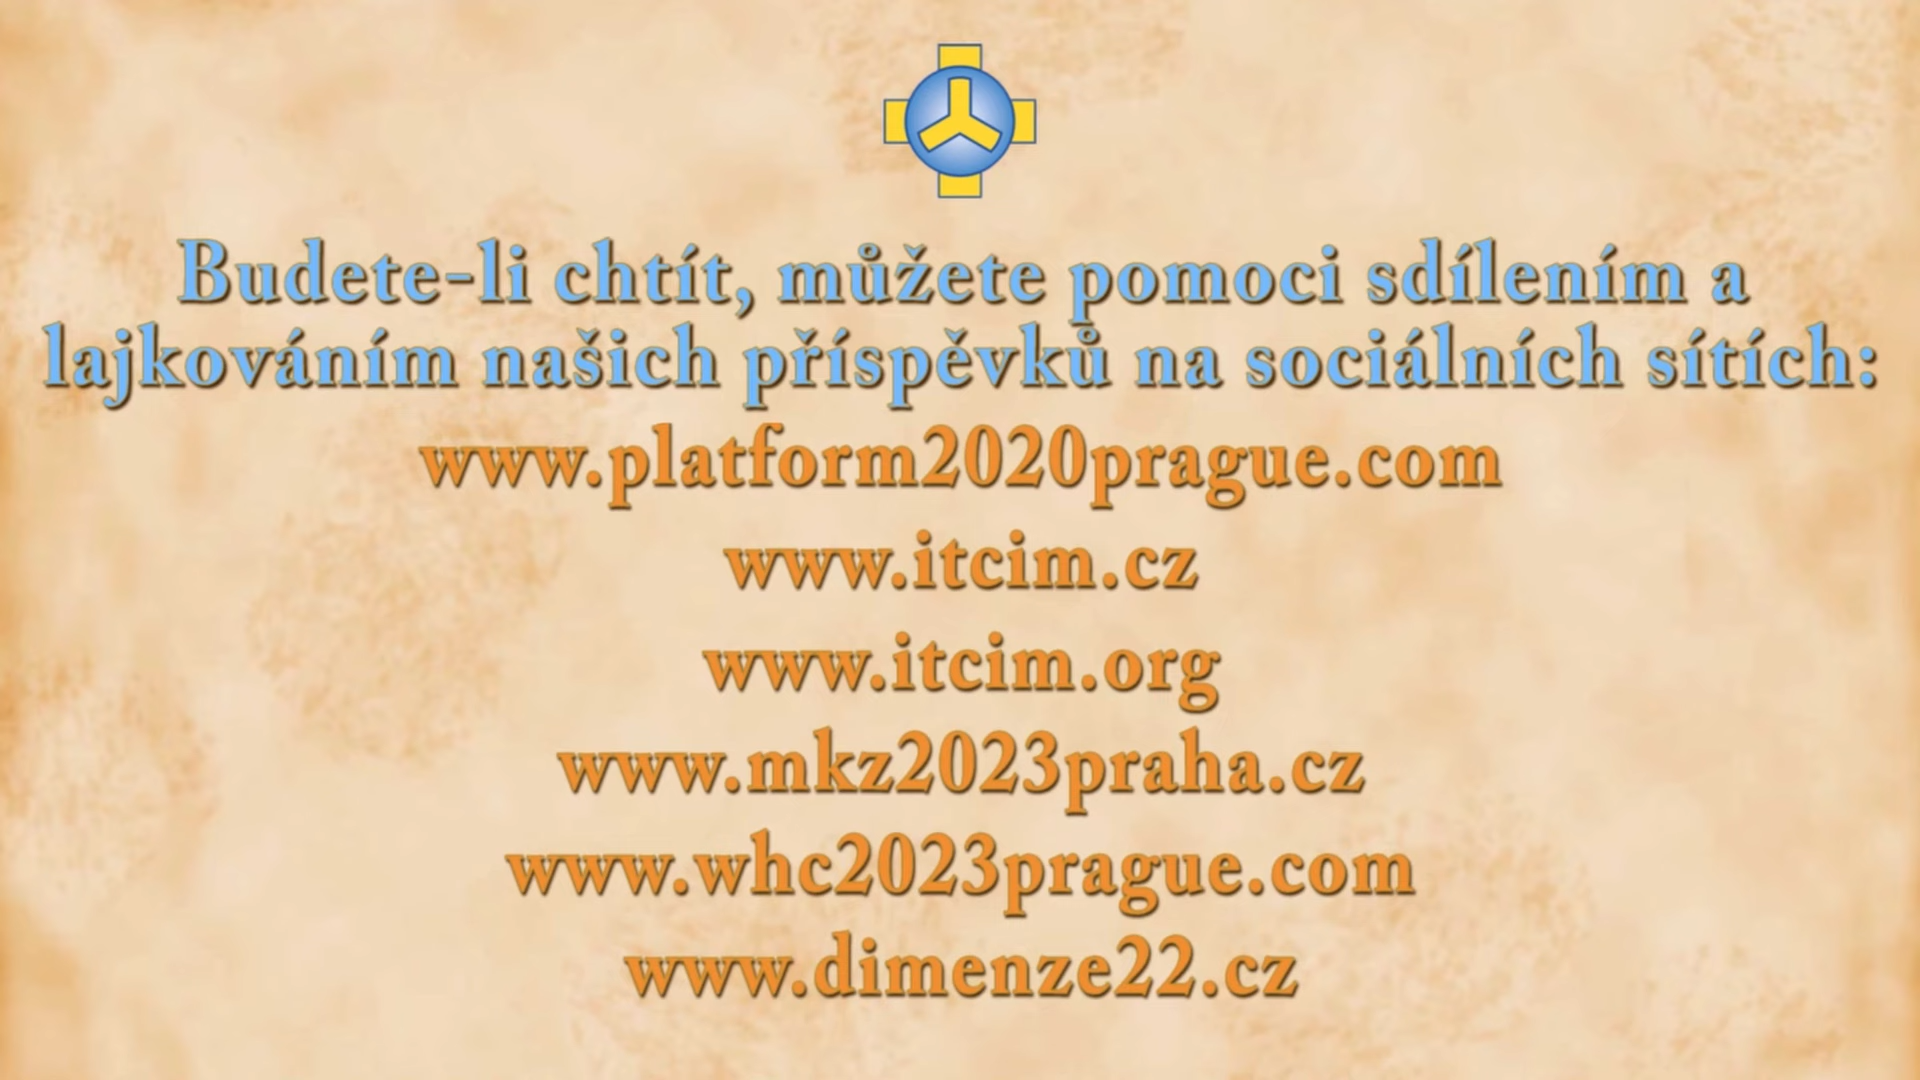 Budete-li chtít, můžete pomoci sdílením a
lajkováním našich příspěvků na sociálních sítích:
www.platform2020prague.com
www.itcim.cz
www.itcim.org
www.mkz2023praha.cz
www.whc2023prague.com
www.dimenze22.cz